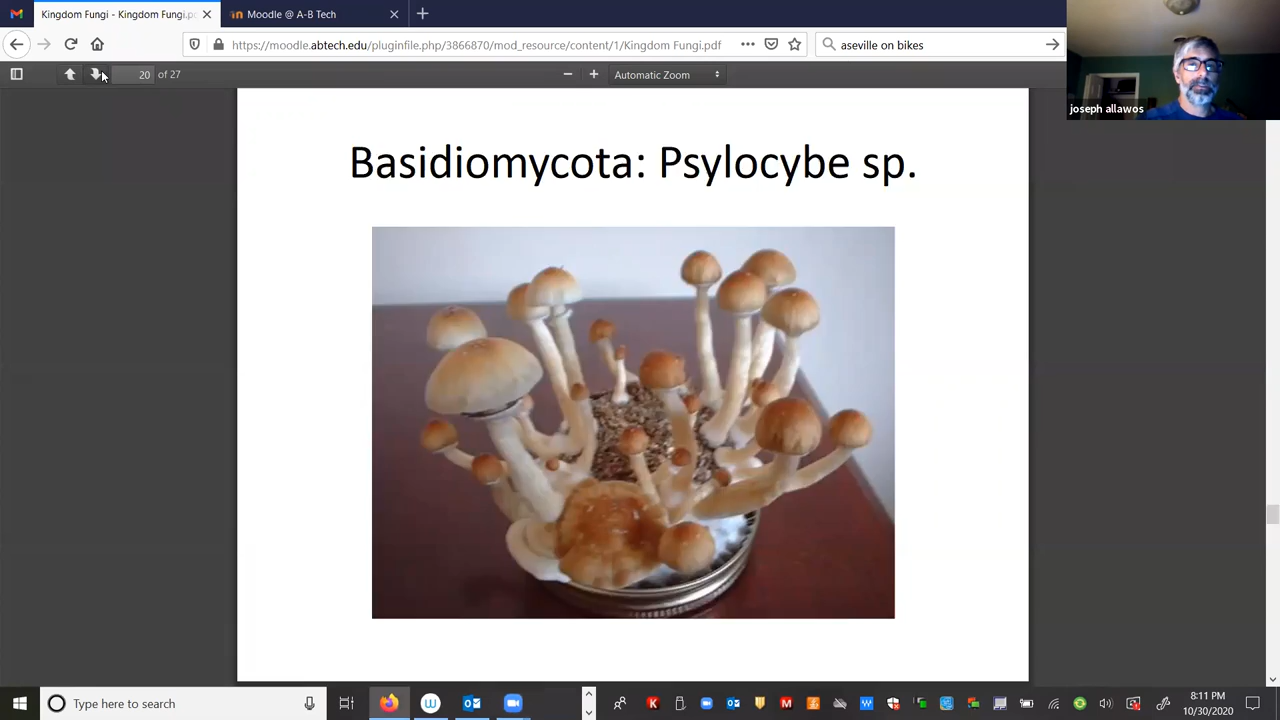 Kingdom Fungi - Kingdom Fungi.p
Moodle @ A-B Tech
https://moodle.abtech.edu/pluginfile.php/3866870/mod_resource/content/1/Kingdom Fungi.pdf
aseville on bikes
20 of 27
Automatic Zoom
joseph allawos
Basidiomycota: Psylocybe sp.
Type here to search
8:11 PM
10/30/2020